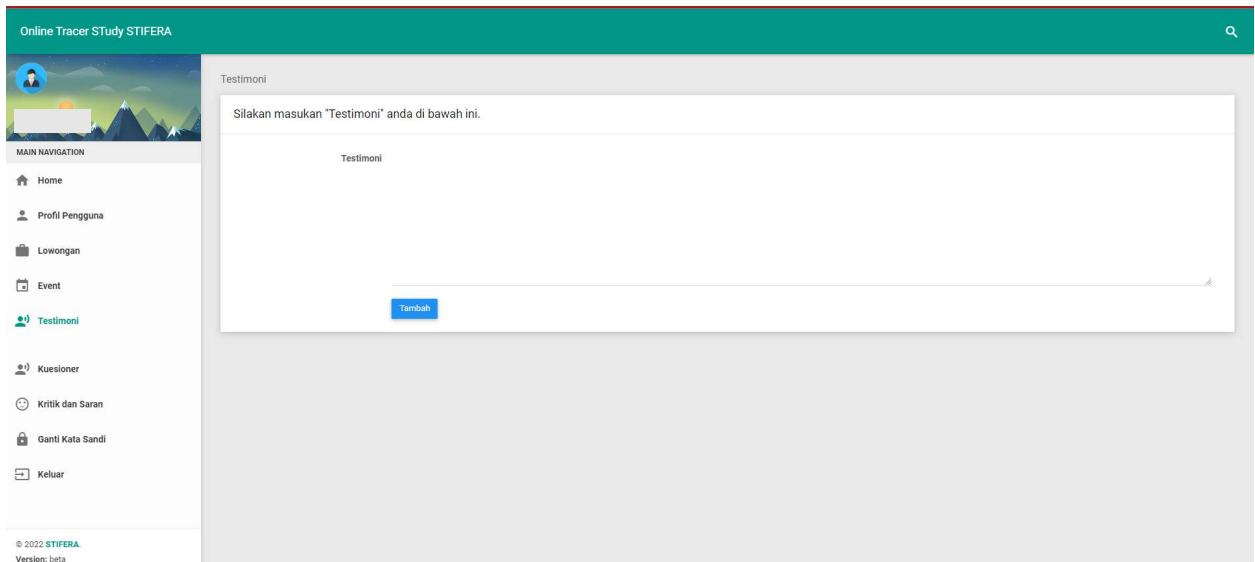 Online Tracer STudy STIFERA
MAIN NAVIGATION
Home
Profil Pengguna
Lowongan
Event
Testimoni
Kuesioner
Kritik dan Saran
Ganti Kata Sandi
Keluar
© 2022 STIFERA.
Version: beta
Testimoni
Silakan masukan "Testimoni" anda di bawah ini.
Testimoni
Tambah